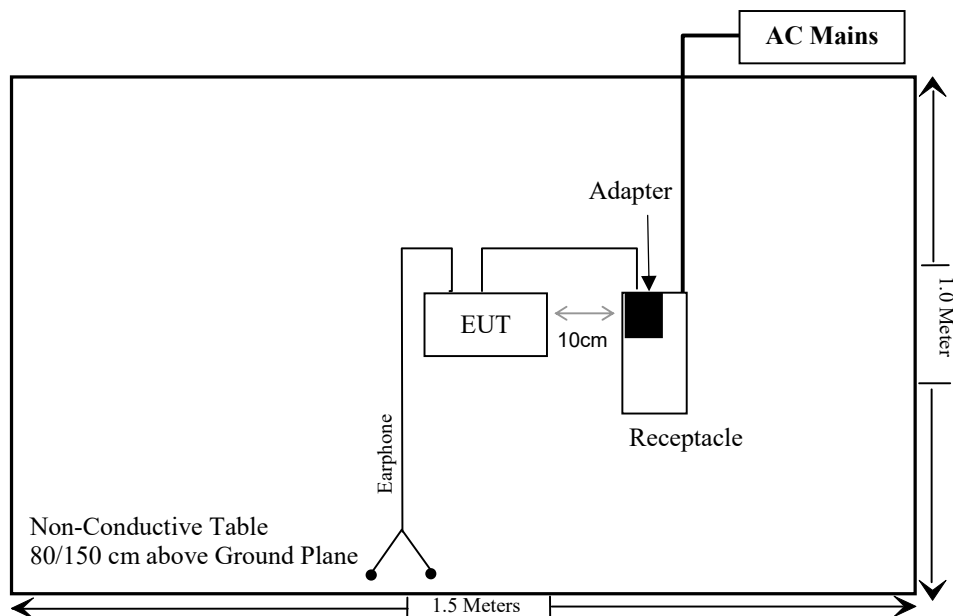 AC Mains
Adapter
EUT
10cm
1.0 Meter
Receptacle
Earphone
Non-Conductive Table
80/150 cm above Ground Plane
1.5 Meters